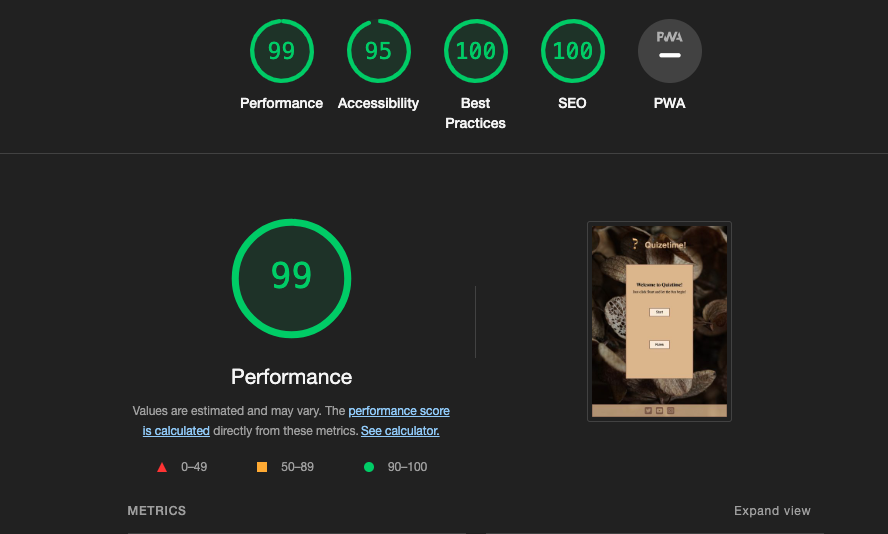 99
95
100
100
PWA
Performance
Accessibility
Best
Practices
SEO
PWA
99
Performance
Values are estimated and may vary. The performance score
is calculated directly from these metrics. See calculator.
0–49
50–89
90–100
Quizetime!
Welcome to Quizetime!
Start
METRICS
Expand view